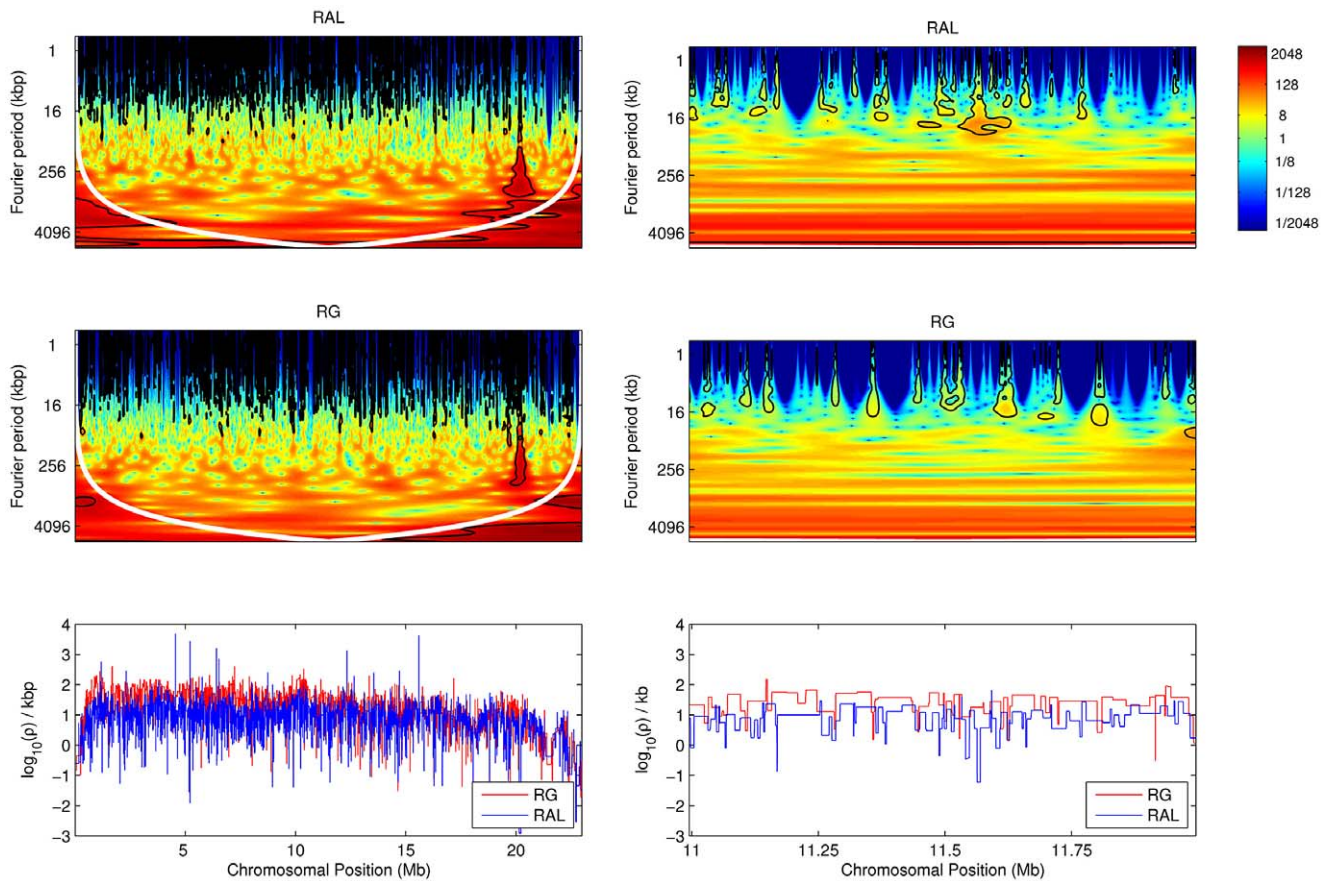 RAL
Fourier period (kbp)
1
16
256
4096
RAL
Fourier period (kb)
1
16
256
4096
2048
128
8
1
1/8
1/128
1/2048
RG
Fourier period (kbp)
1
16
256
4096
RG
Fourier period (kb)
1
16
256
4096
log10(ρ) / kbp
4
3
2
1
0
−1
−2
−3
RG
RAL
5
10
15
20
Chromosomal Position (Mb)
log10(ρ) / kb
4
3
2
1
0
−1
−2
−3
RG
RAL
11
11.25
11.5
11.75
Chromosomal Position (Mb)